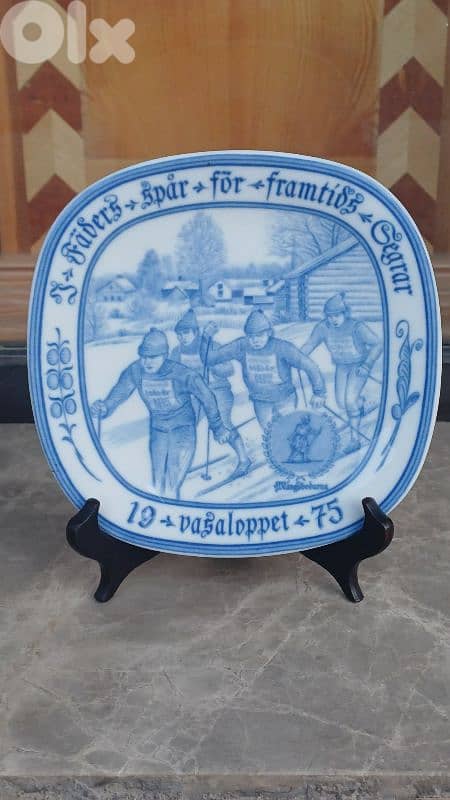 OLX
I Fäders spår för framtids Segrar
19 vasaloppet 75